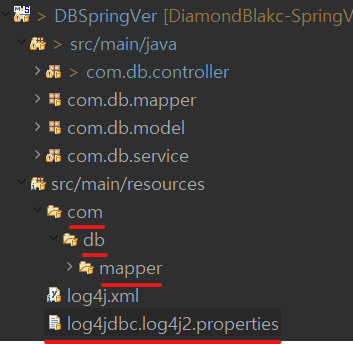 > DBSpringVer [DiamondBlakc-SpringV
src/main/java
> com.db.controller
com.db.mapper
com.db.model
com.db.service
src/main/resources
com
db
mapper
log4j.xml
log4jdbc.log4j2.properties